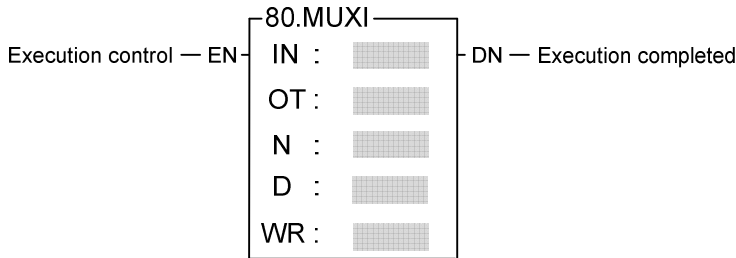 80.MUXI
Execution control — EN IN : DN — Execution completed
OT :
N :
D :
WR :